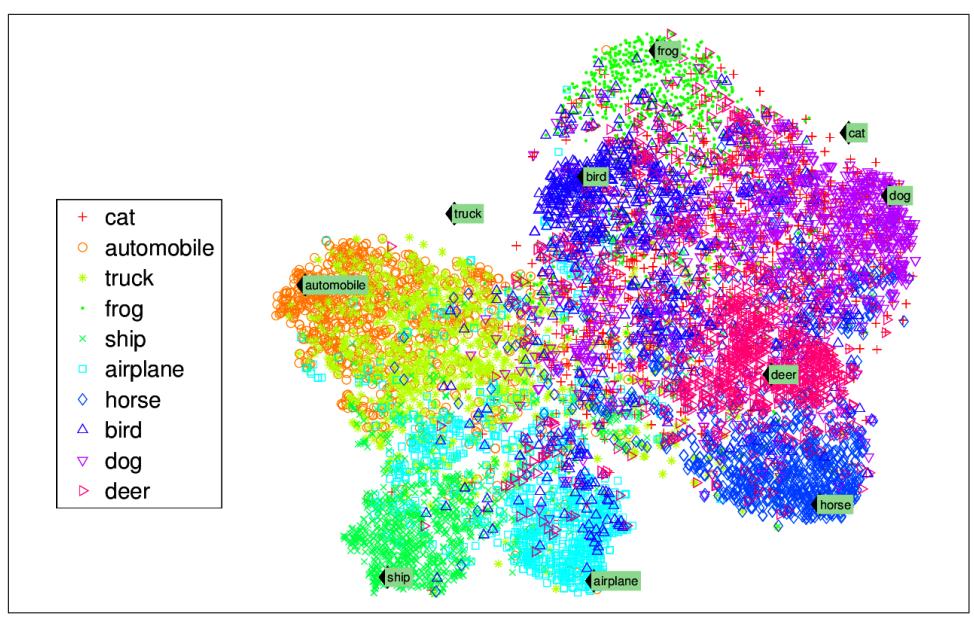 frog
cat
bird
dog
truck
automobile
deer
horse
ship
airplane
cat
automobile
truck
frog
ship
airplane
horse
bird
dog
deer